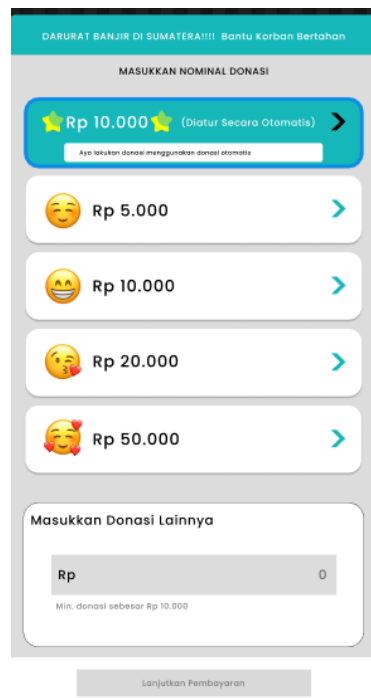 DARURAT BANJIR DI SUMATERA!!!! Bantu Korban Bertahan
MASUKKAN NOMINAL DONASI
Rp 10.000 (Diatur Secara Otomatis)
Ayo lakukan donasi menggunakan donasi otomatis
Rp 5.000
Rp 10.000
Rp 20.000
Rp 50.000
Masukkan Donasi Lainnya
Rp 0
Min. donasi sebesar Rp 10.000
Lanjutkan Pembayaran